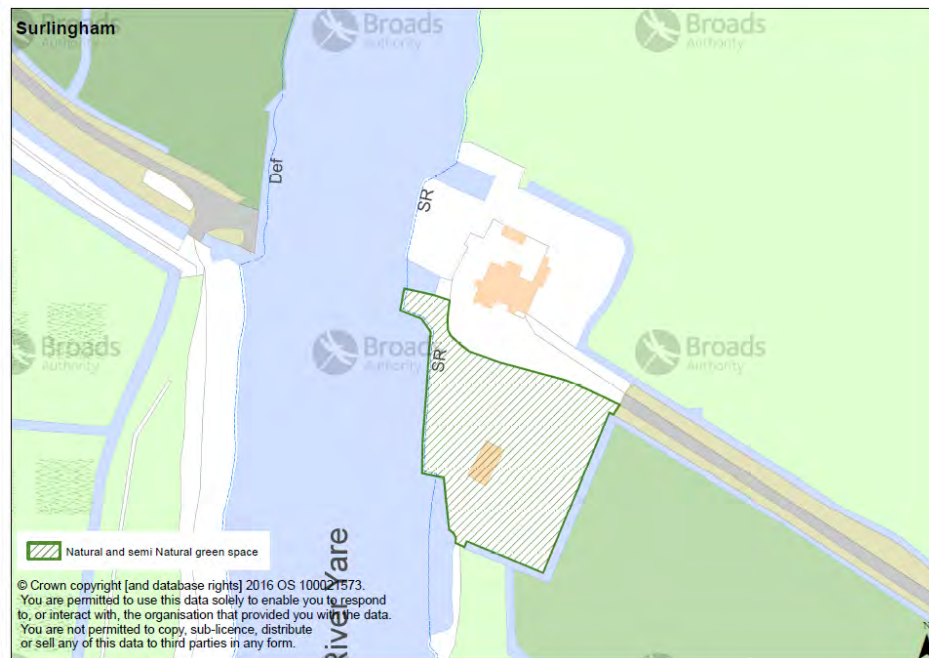 Surlingham
Broads
Authority
Broads
Authority
Broads
Authority
Def
SR
Broads
Authority
Broads
Authority
Broads
Authority
SR
River Yare
Natural and semi Natural green space
© Crown copyright [and database rights] 2016 OS 100021573.
You are permitted to use this data solely to enable you to respond
to, or interact with, the organisation that provided you with the data.
You are not permitted to copy, sub-licence, distribute
or sell any of this data to third parties in any form.
N